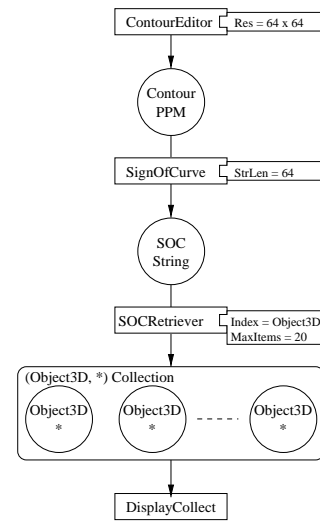 ContourEditor
Res = 64 x 64
Contour
PPM
SignOfCurve
StrLen = 64
SOC
String
SOCRetriever
Index = Object3D
MaxItems = 20
(Object3D, *) Collection
Object3D
*
Object3D
*
Object3D
*
DisplayCollect